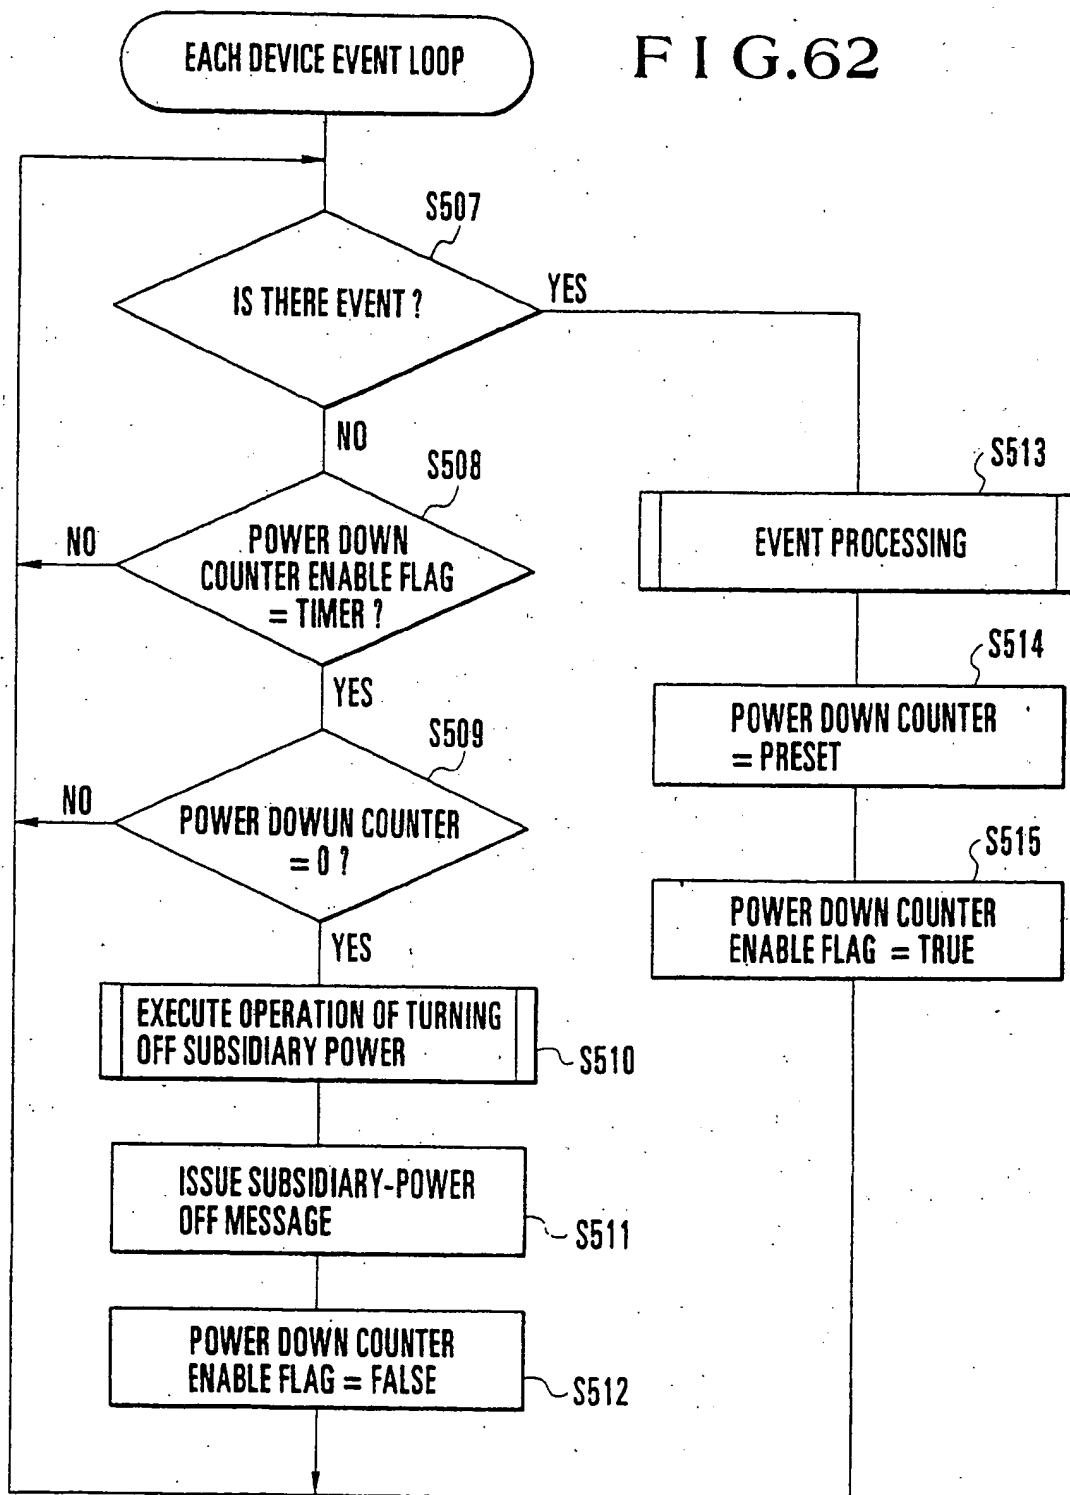 EACH DEVICE EVENT LOOP
F I G.62
S507
IS THERE EVENT ?
YES
NO
S508
POWER DOWN
COUNTER ENABLE FLAG
= TIMER ?
NO
YES
S509
POWER DOWUN COUNTER
= 0 ?
NO
YES
EXECUTE OPERATION OF TURNING
OFF SUBSIDIARY POWER
S510
ISSUE SUBSIDIARY-POWER
OFF MESSAGE
S511
POWER DOWN COUNTER
ENABLE FLAG = FALSE
S512
S513
EVENT PROCESSING
S514
POWER DOWN COUNTER
= PRESET
S515
POWER DOWN COUNTER
ENABLE FLAG = TRUE